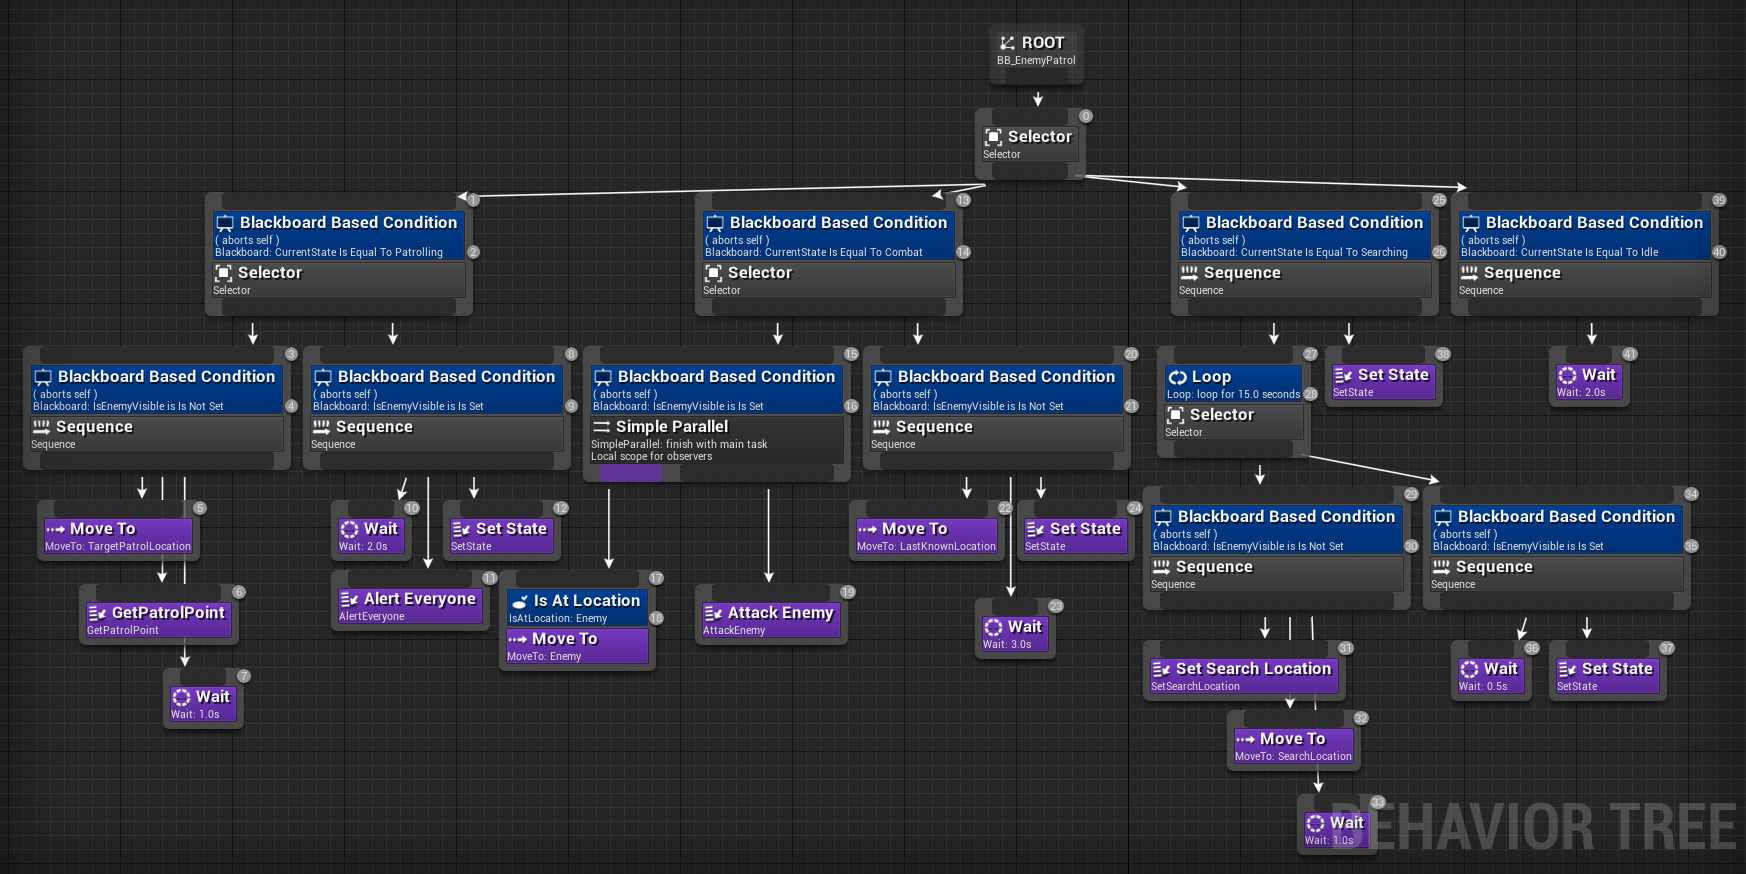 ROOT
BB_EnemyPatrol
0
Selector
Selector
1
Blackboard Based Condition
( aborts self )
Blackboard: CurrentState Is Equal To Patrolling
2
Selector
Selector
13
Blackboard Based Condition
( aborts self )
Blackboard: CurrentState Is Equal To Combat
14
Selector
Selector
25
Blackboard Based Condition
( aborts self )
Blackboard: CurrentState Is Equal To Searching
26
Sequence
Sequence
39
Blackboard Based Condition
( aborts self )
Blackboard: CurrentState Is Equal To Idle
40
Sequence
Sequence
3
Blackboard Based Condition
( aborts self )
Blackboard: IsEnemyVisible is Is Not Set
4
Sequence
Sequence
8
Blackboard Based Condition
( aborts self )
Blackboard: IsEnemyVisible is Is Set
9
Sequence
Sequence
15
Blackboard Based Condition
( aborts self )
Blackboard: IsEnemyVisible is Is Set
16
Simple Parallel
SimpleParallel: finish with main task
Local scope for observers
20
Blackboard Based Condition
( aborts self )
Blackboard: IsEnemyVisible is Is Not Set
21
Sequence
Sequence
27
Loop
Loop: loop for 15.0 seconds
28
Selector
Selector
38
Set State
SetState
41
Wait
Wait: 2.0s
5
Move To
MoveTo: TargetPatrolLocation
6
GetPatrolPoint
GetPatrolPoint
7
Wait
Wait: 1.0s
10
Wait
Wait: 2.0s
11
Alert Everyone
AlertEveryone
12
Set State
SetState
17
Is At Location
IsAtLocation: Enemy
18
Move To
MoveTo: Enemy
19
Attack Enemy
AttackEnemy
22
Move To
MoveTo: LastKnownLocation
23
Wait
Wait: 3.0s
24
Set State
SetState
29
Blackboard Based Condition
( aborts self )
Blackboard: IsEnemyVisible is Is Not Set
30
Sequence
Sequence
34
Blackboard Based Condition
( aborts self )
Blackboard: IsEnemyVisible is Is Set
35
Sequence
Sequence
31
Set Search Location
SetSearchLocation
32
Move To
MoveTo: SearchLocation
33
Wait
Wait: 1.0s
36
Wait
Wait: 0.5s
37
Set State
SetState
BEHAVIOR TREE